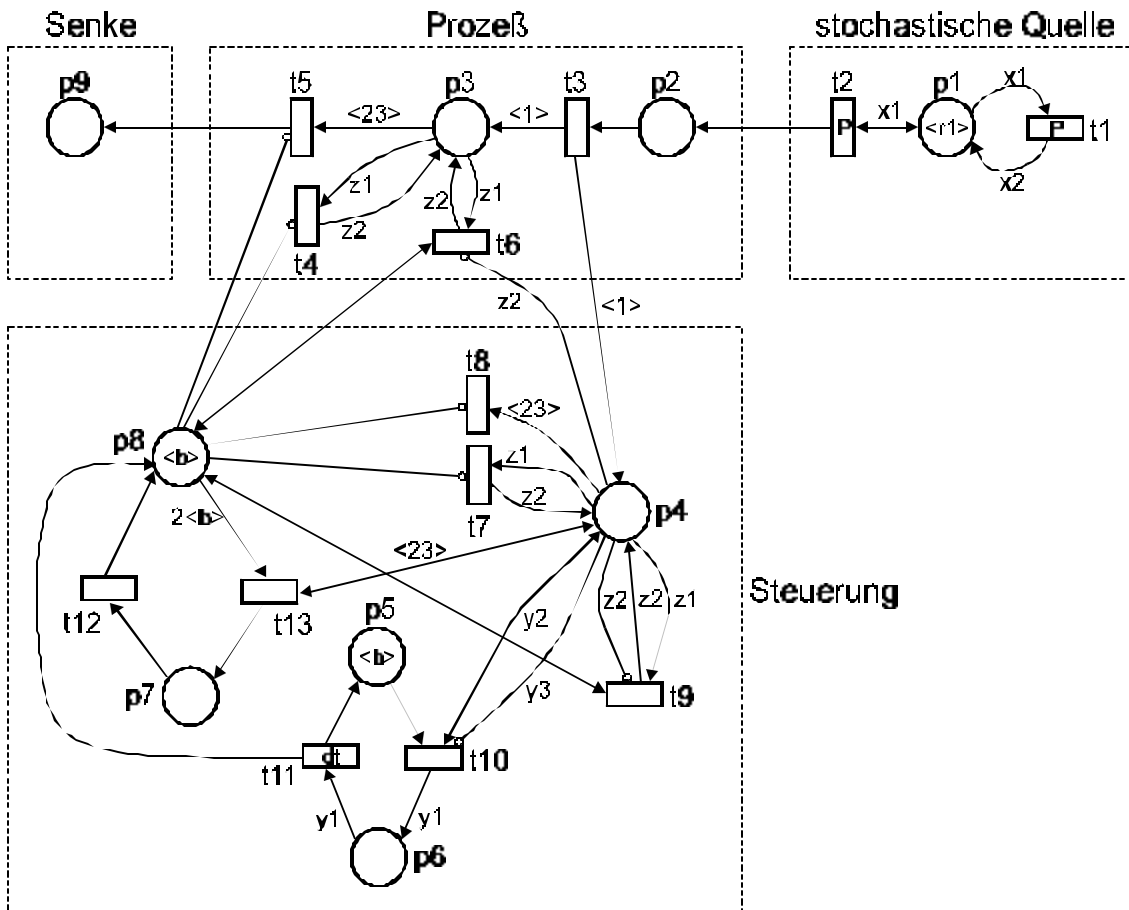 Senke
Prozeß
stochastische Quelle
p9
t5
p3
t3
p2
t2
p1
x1
<23>
<1>
x1
P
<r1>
P
t1
z1
z2
z2
z1
x2
t4
t6
z2
<1>
t8
p8
<b>
<23>
z1
z2
p4
2<b>
t7
<23>
Steuerung
t12
t13
p5
y2
z2
z2
z1
<b>
p7
y3
t9
dt
t11
t10
y1
y1
p6